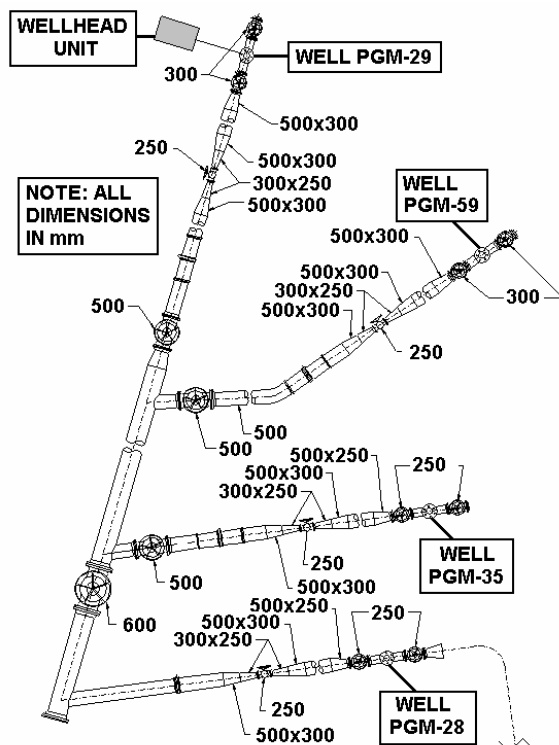 WELLHEAD
UNIT
WELL PGM-29
300
500x300
250
500x300
300x250
500x300
NOTE: ALL
DIMENSIONS
IN mm
WELL
PGM-59
500x300
500x300
300x250
500x300
300
250
500
500
500
500x250
250
500x300
300x250
250
500
500x300
WELL
PGM-35
600
500x250
250
500x300
300x250
250
500x300
WELL
PGM-28